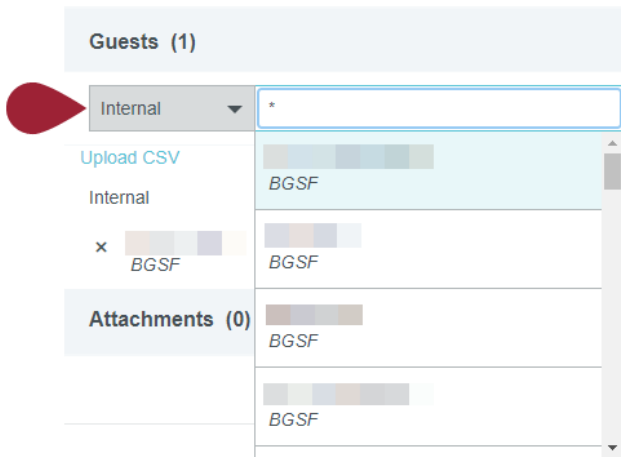 Guests (1)
Internal
*
Upload CSV
Internal
× 
BGSF
Attachments (0)
BGSF
BGSF
BGSF
BGSF